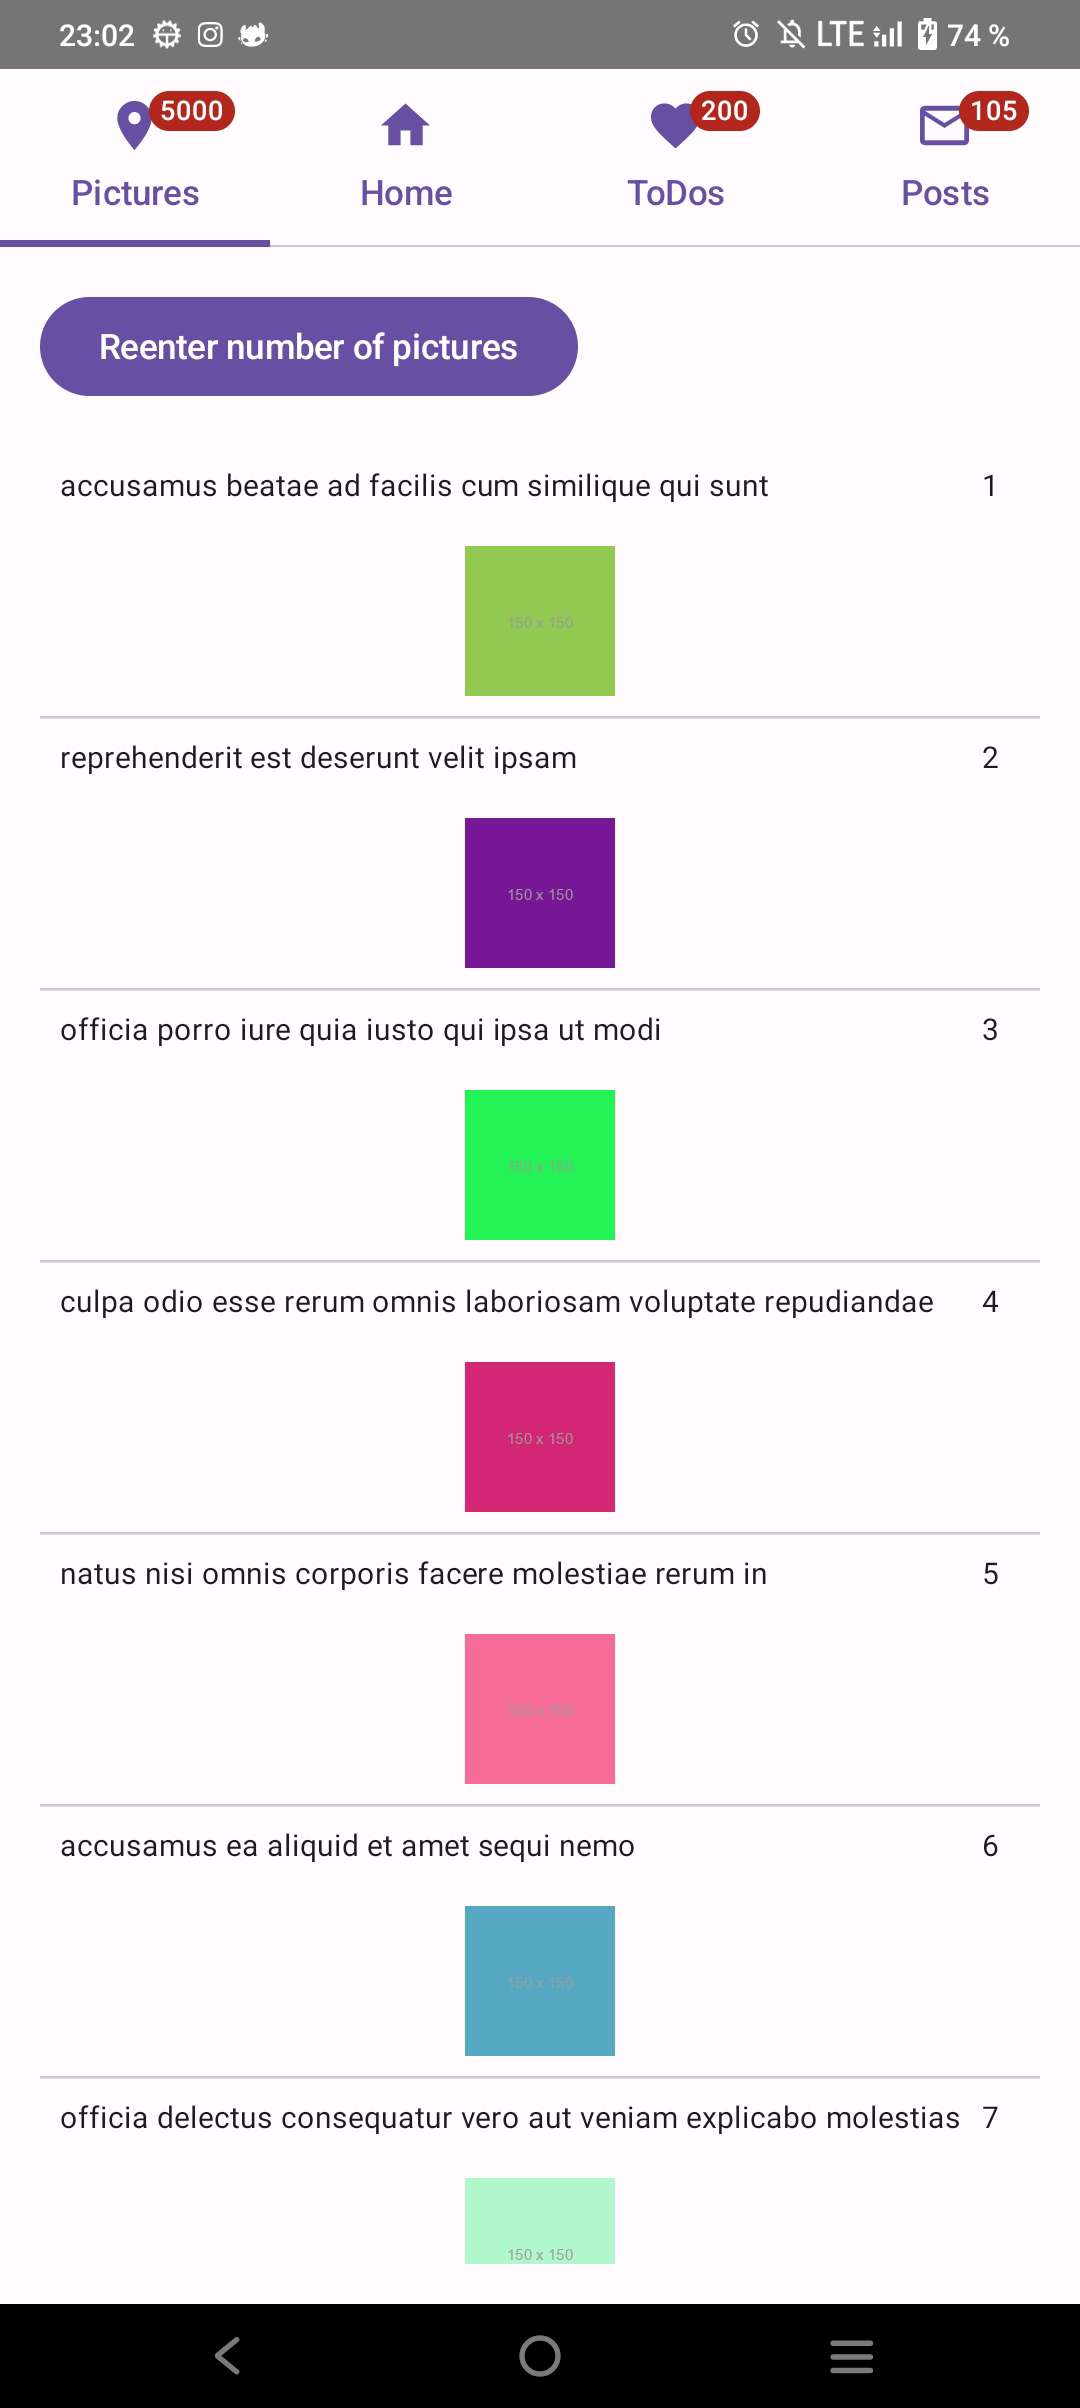 23:02 LTE 74 %
5000 200 105
Pictures Home ToDos Posts
Reenter number of pictures
accusamus beatae ad facilis cum similique qui sunt 1
150 x 150
reprehenderit est deserunt velit ipsam 2
150 x 150
officia porro iure quia iusto qui ipsa ut modi 3
150 x 150
culpa odio esse rerum omnis laboriosam voluptate repudiandae 4
150 x 150
natus nisi omnis corporis facere molestiae rerum in 5
150 x 150
accusamus ea aliquid et amet sequi nemo 6
150 x 150
officia delectus consequatur vero aut veniam explicabo molestias 7
150 x 150